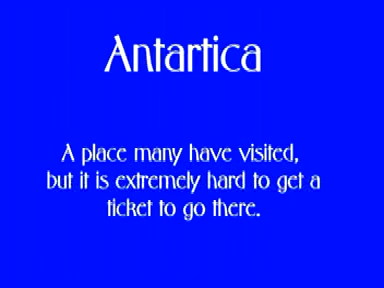 Antartica
A place many have visited,
but it is extremely hard to get a
ticket to go there.